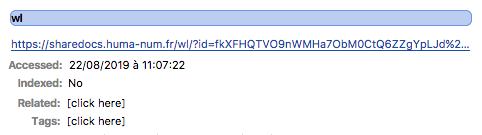 wl
https://sharedocs.huma-num.fr/wl/?id=fkXFHQTVO9nWMHa7ObM0CtQ6ZZgYpLJd%2...
Accessed: 22/08/2019 à 11:07:22
Indexed: No
Related: [click here]
Tags: [click here]